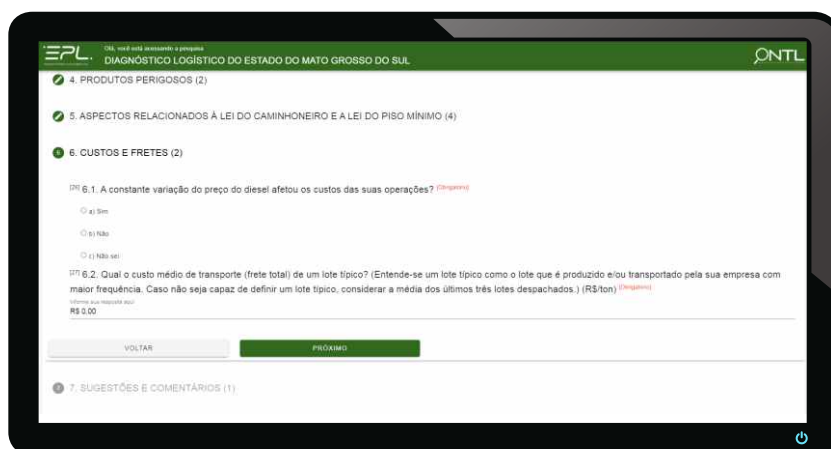 EPL.
Olá, você está acessando a pesquisa
DIAGNÓSTICO LOGÍSTICO DO ESTADO DO MATO GROSSO DO SUL
ONTL
4. PRODUTOS PERIGOSOS (2)
5. ASPECTOS RELACIONADOS À LEI DO CAMINHONEIRO E A LEI DO PISO MÍNIMO (4)
6 6. CUSTOS E FRETES (2)
[26] 6.1. A constante variação do preço do diesel afetou os custos das suas operações? (Obrigatório)
a) Sim
b) Não
c) Não sei
[27] 6.2. Qual o custo médio de transporte (frete total) de um lote típico? (Entende-se um lote típico como o lote que é produzido e/ou transportado pela sua empresa com
maior frequência. Caso não seja capaz de definir um lote típico, considerar a média dos últimos três lotes despachados.) (R$/ton) (Obrigatório)
Informe sua resposta aqui
R$ 0,00
VOLTAR
PRÓXIMO
7 7. SUGESTÕES E COMENTÁRIOS (1)